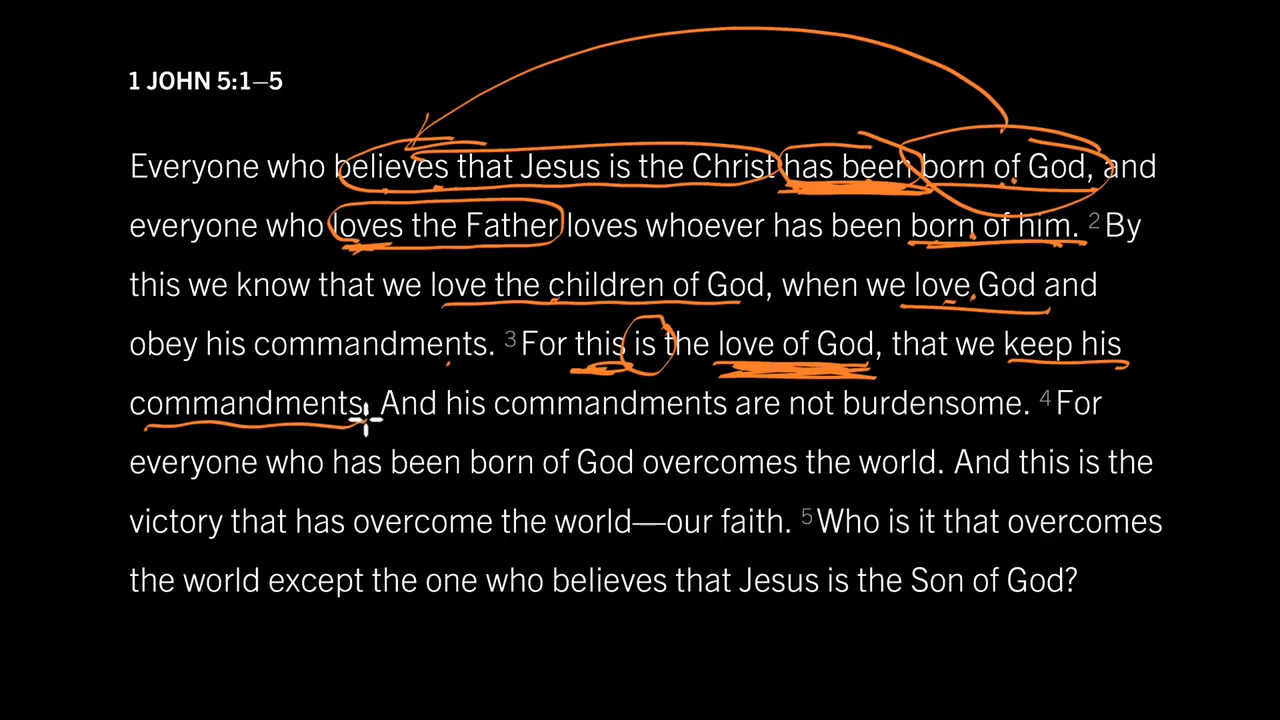 1 JOHN 5:1–5
Everyone who believes that Jesus is the Christ has been born of God, and
everyone who loves the Father loves whoever has been born of him. 2 By
this we know that we love the children of God, when we love God and
obey his commandments. 3 For this is the love of God, that we keep his
commandments. And his commandments are not burdensome. 4 For
everyone who has been born of God overcomes the world. And this is the
victory that has overcome the world—our faith. 5 Who is it that overcomes
the world except the one who believes that Jesus is the Son of God?